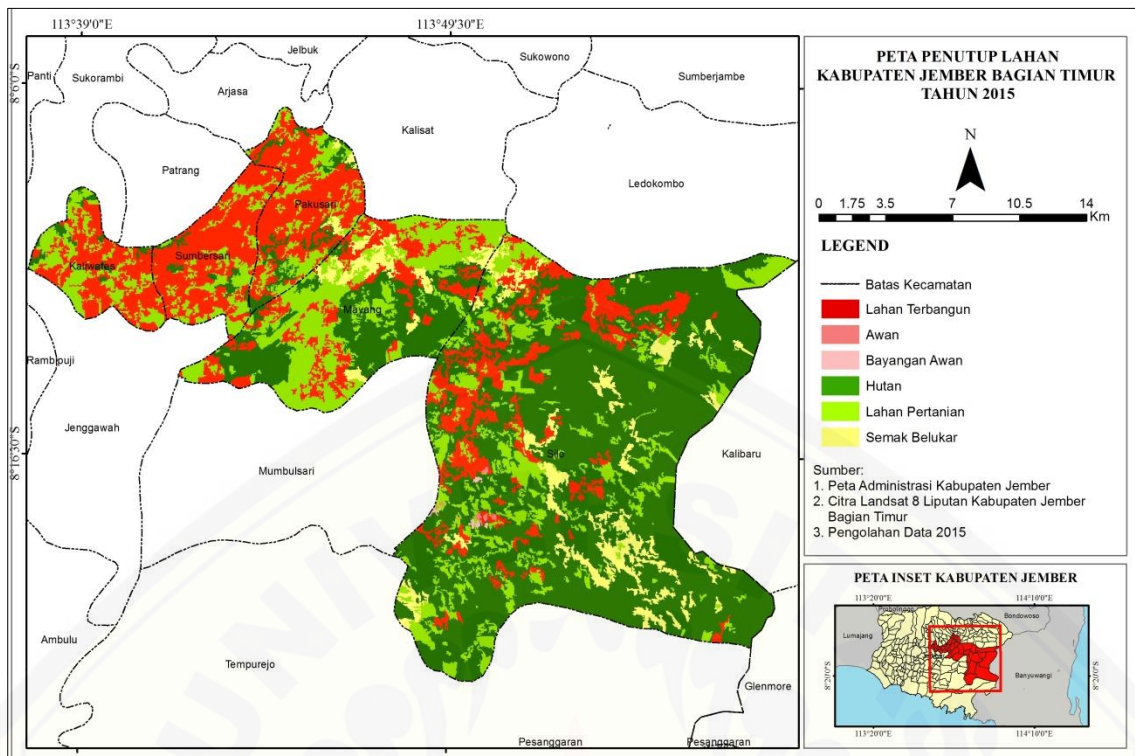 113°39'0"E
113°49'30"E
8°6'0"S
8°16'30"S
Panti
Sukorambi
Jelbuk
Arjasa
Sukowono
Sumberjambe
Kalisat
Patrang
Ledokombo
Pakusari
Kaliwates
Sumbersari
Mayang
Rambipuji
Jenggawah
Mumbulsari
Silo
Kalibaru
Ambulu
Tempurejo
Glenmore
Pesanggaran
Pesanggaran
PETA PENUTUP LAHAN
KABUPATEN JEMBER BAGIAN TIMUR
TAHUN 2015
N
0 1.75 3.5 7 10.5 14
Km
LEGEND
Batas Kecamatan
Lahan Terbangun
Awan
Bayangan Awan
Hutan
Lahan Pertanian
Semak Belukar
Sumber:
1. Peta Administrasi Kabupaten Jember
2. Citra Landsat 8 Liputan Kabupaten Jember
Bagian Timur
3. Pengolahan Data 2015
PETA INSET KABUPATEN JEMBER
113°20'0"E
114°10'0"E
Probolinggo
Bondowoso
Lumajang
Banyuwangi
8°20'0"S
8°20'0"S
113°20'0"E
114°10'0"E